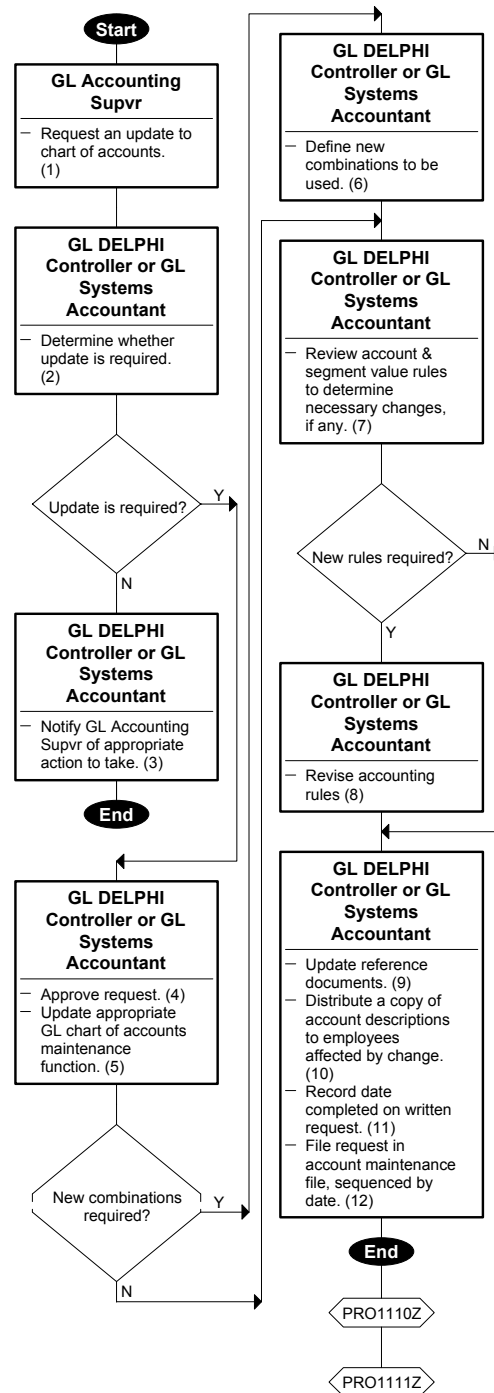 Start
GL Accounting
Supvr
– Request an update to
chart of accounts.
(1)
GL DELPHI
Controller or GL
Systems
Accountant
– Determine whether
update is required.
(2)
Update is required?
Y
N
GL DELPHI
Controller or GL
Systems
Accountant
– Notify GL Accounting
Supvr of appropriate
action to take. (3)
End
GL DELPHI
Controller or GL
Systems
Accountant
– Approve request. (4)
– Update appropriate
GL chart of accounts
maintenance
function. (5)
New combinations
required?
Y
N
GL DELPHI
Controller or GL
Systems
Accountant
– Define new
combinations to be
used. (6)
GL DELPHI
Controller or GL
Systems
Accountant
– Review account &
segment value rules
to determine
necessary changes,
if any. (7)
New rules required?
N
Y
GL DELPHI
Controller or GL
Systems
Accountant
– Revise accounting
rules (8)
GL DELPHI
Controller or GL
Systems
Accountant
– Update reference
documents. (9)
– Distribute a copy of
account descriptions
to employees
affected by change.
(10)
– Record date
completed on written
request. (11)
– File request in
account maintenance
file, sequenced by
date. (12)
End
PRO1110Z
PRO1111Z